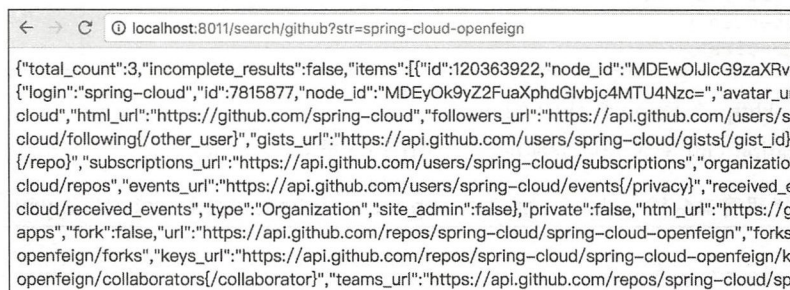 localhost:8011/search/github?str=spring-cloud-openfeign
{"total_count":3,"incomplete_results":false,"items":[{"id":120363922,"node_id":"MDEwOlJlcG9zaXRv
{"login":"spring-cloud","id":7815877,"node_id":"MDEyOk9yZ2FuaXphdGlvbjc4MTU4Nzc=","avatar_u
cloud","html_url":"https://github.com/spring-cloud","followers_url":"https://api.github.com/users/s
cloud/following{/other_user}","gists_url":"https://api.github.com/users/spring-cloud/gists{/gist_id}
{/repo}","subscriptions_url":"https://api.github.com/users/spring-cloud/subscriptions","organizatio
cloud/repos","events_url":"https://api.github.com/users/spring-cloud/events{/privacy}","received_e
cloud/received_events","type":"Organization","site_admin":false},"private":false,"html_url":"https://g
apps","fork":false,"url":"https://api.github.com/repos/spring-cloud/spring-cloud-openfeign","forks
openfeign/forks","keys_url":"https://api.github.com/repos/spring-cloud/spring-cloud-openfeign/k
openfeign/collaborators{/collaborator}","teams_url":"https://api.github.com/repos/spring-cloud/sp